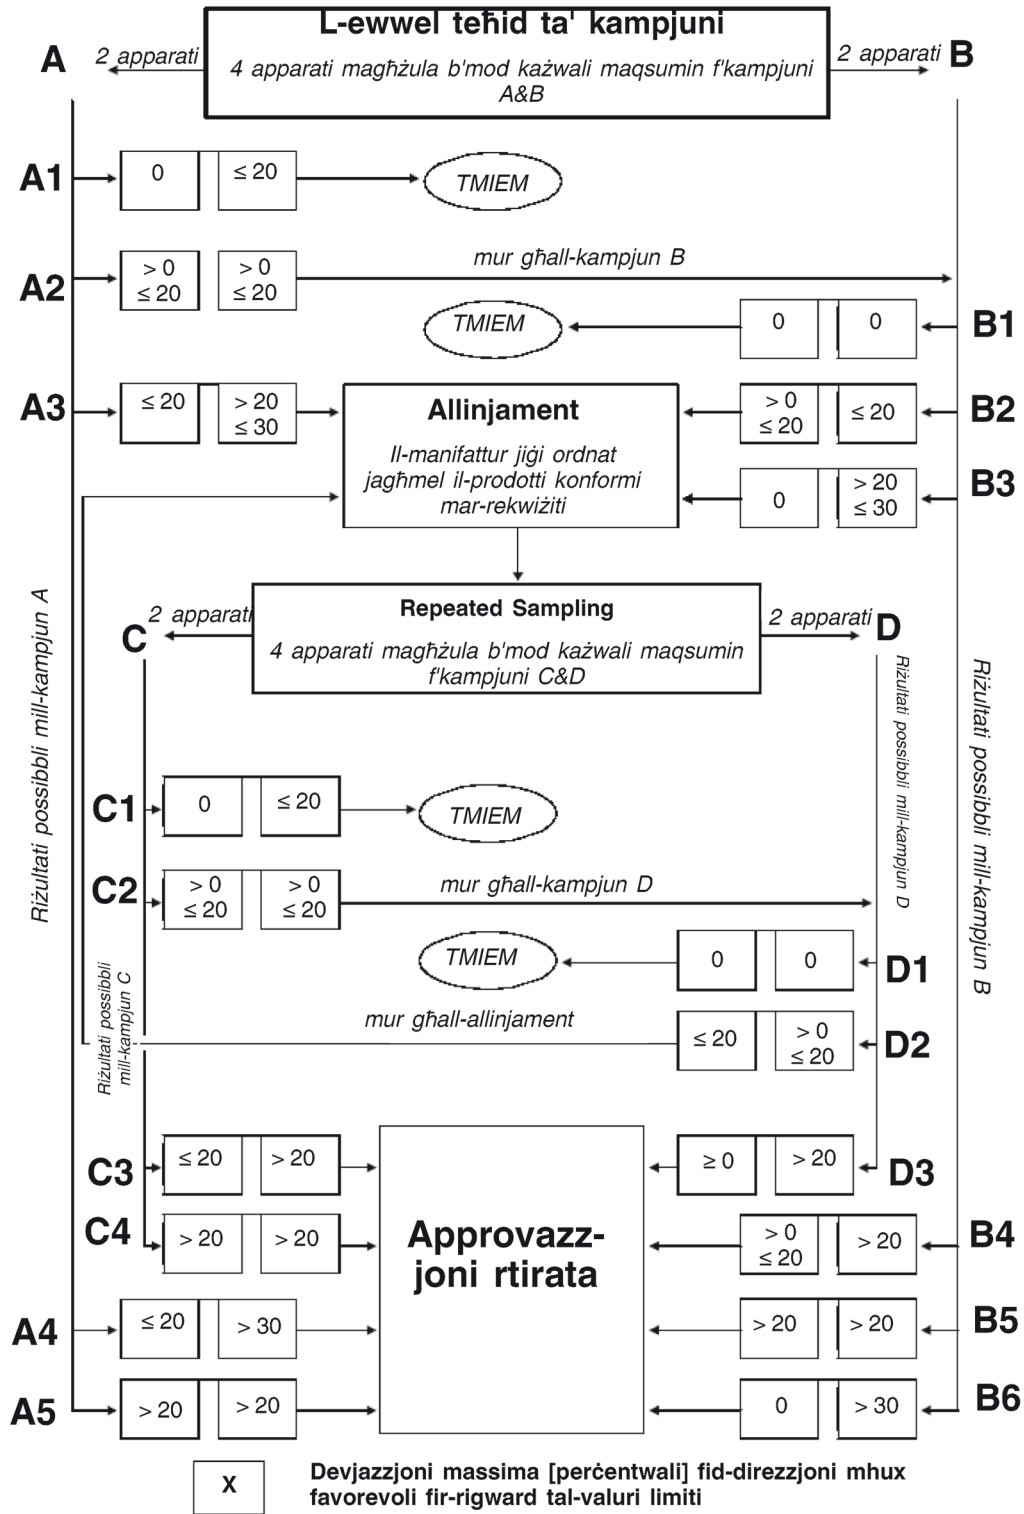 L-ewwel teħid ta' kampjuni
A
2 apparati
4 apparati magħżula b'mod każwali maqsumin f'kampjuni
A&B
2 apparati
B
A1
0
≤ 20
TMIEM
A2
> 0
≤ 20
> 0
≤ 20
mur għall-kampjun B
TMIEM
0
0
B1
A3
≤ 20
> 20
≤ 30
Allinjament
Il-manifattur jiġi ordnat
jagħmel il-prodotti konformi
mar-rekwiżiti
> 0
≤ 20
≤ 20
B2
0
> 20
≤ 30
B3
Riżultati possibbli mill-kampjun A
C
2 apparati
Repeated Sampling
4 apparati magħżula b'mod każwali maqsumin
f'kampjuni C&D
2 apparati
D
Riżultati possibbli mill-kampjun D
Riżultati possibbli mill-kampjun B
C1
0
≤ 20
TMIEM
C2
> 0
≤ 20
> 0
≤ 20
mur għall-kampjun D
TMIEM
0
0
D1
Riżultati possibbli
mill-kampjun C
mur għall-allinjament
≤ 20
> 0
≤ 20
D2
C3
≤ 20
> 20
Approvazz-
joni rtirata
≥ 0
> 20
D3
C4
> 20
> 20
> 0
≤ 20
> 20
B4
A4
≤ 20
> 30
> 20
> 20
B5
A5
> 20
> 20
0
> 30
B6
X
Devjazzjoni massima [perċentwali] fid-direzzjoni mhux
favorevoli fir-rigward tal-valuri limiti